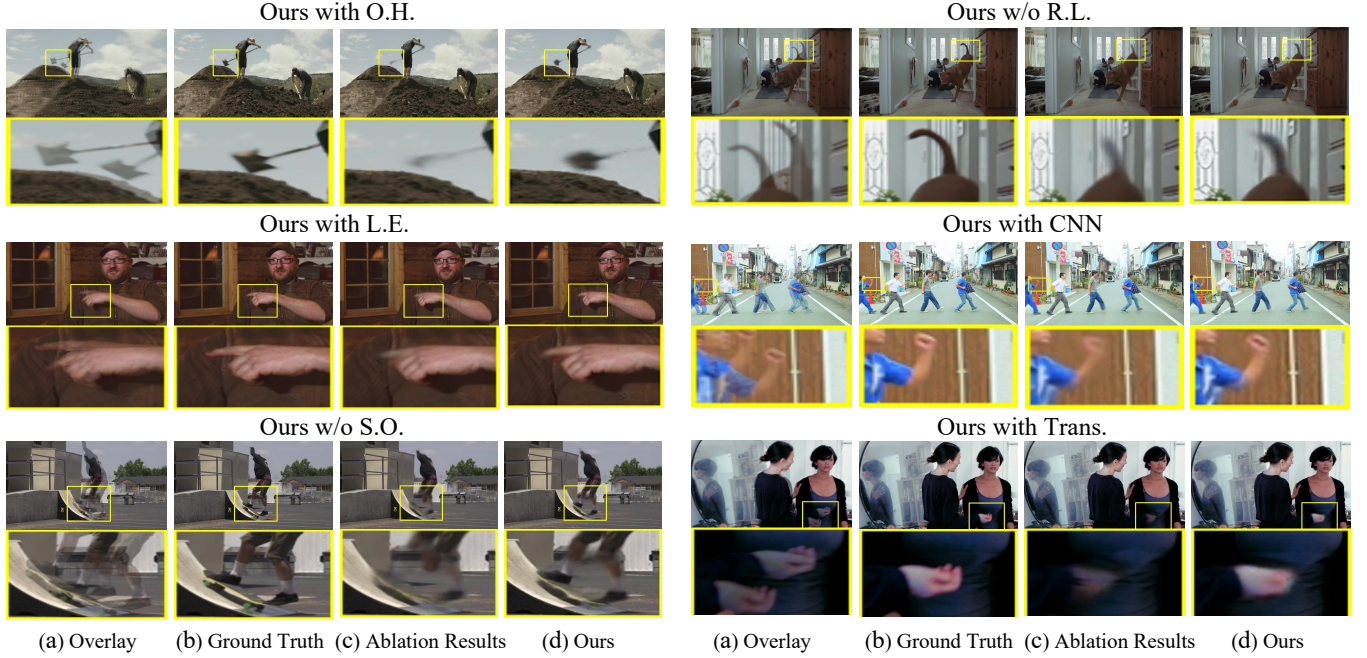 Ours with O.H.
Ours w/o R.L.
Ours with L.E.
Ours with CNN
Ours w/o S.O.
Ours with Trans.
(a) Overlay (b) Ground Truth (c) Ablation Results (d) Ours
(a) Overlay (b) Ground Truth (c) Ablation Results (d) Ours